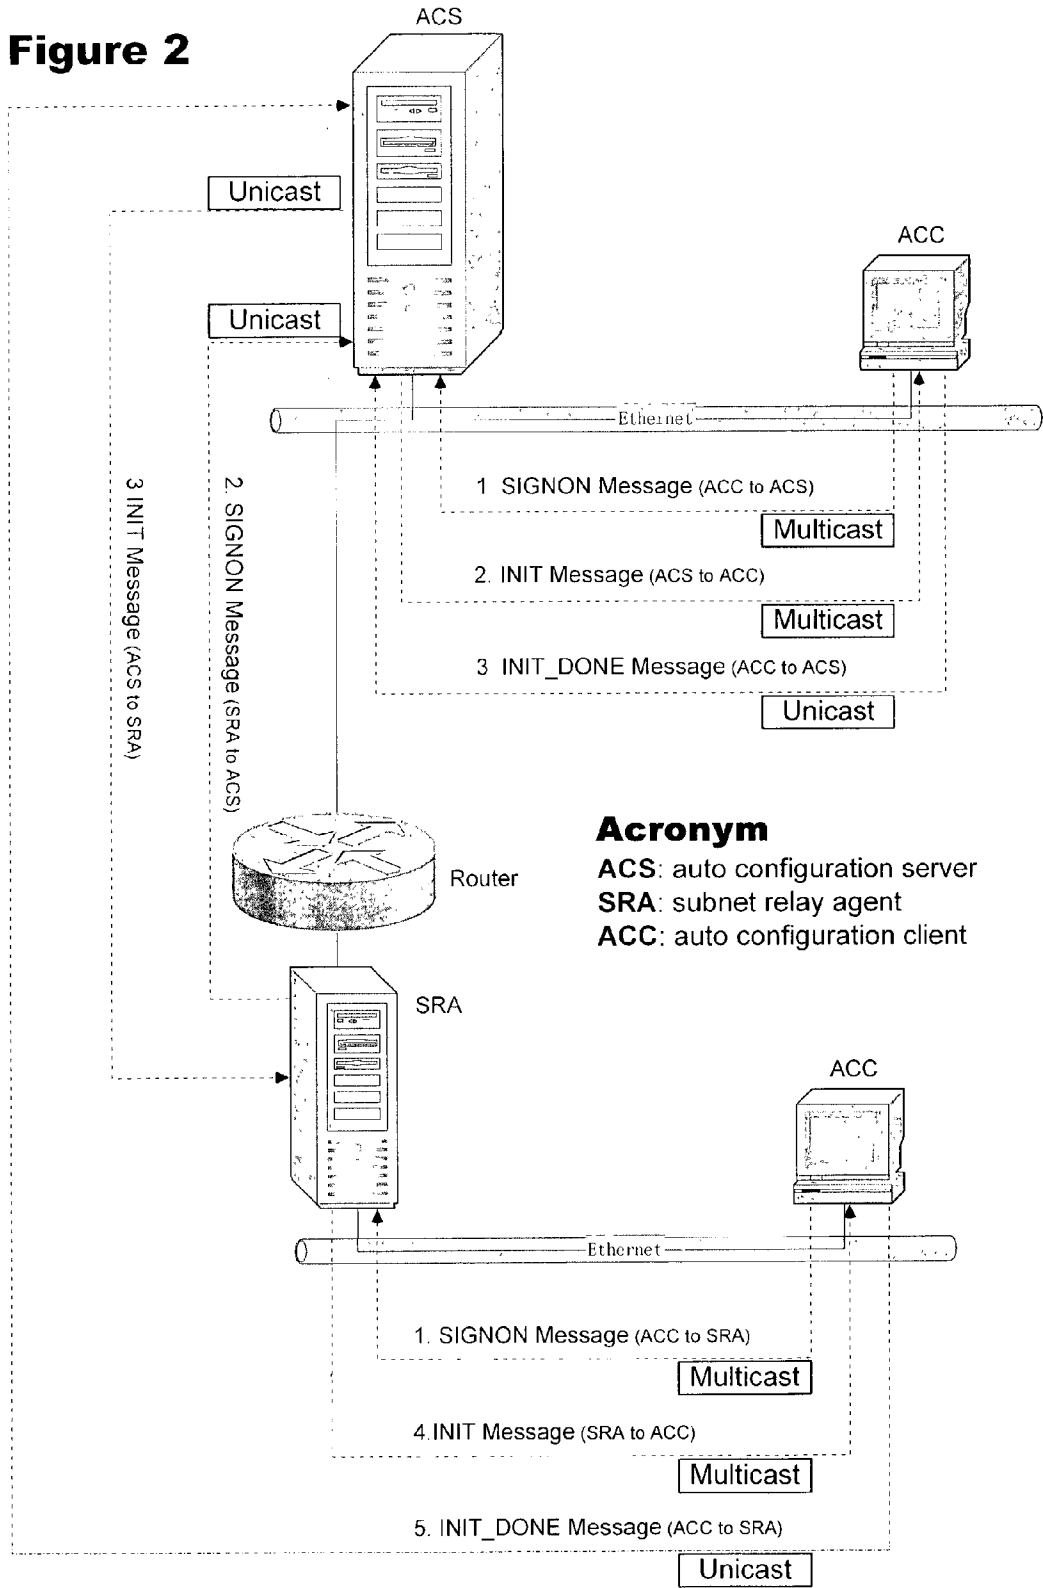 ACS
Figure 2
Unicast
ACC
Unicast
Ethernet
1 SIGNON Message (ACC to ACS)
Multicast
2. INIT Message (ACS to ACC)
Multicast
3 INIT_DONE Message (ACC to ACS)
Unicast
3 INIT Message (ACS to SRA)
2. SIGNON Message (SRA to ACS)
Router
Acronym
ACS: auto configuration server
SRA: subnet relay agent
ACC: auto configuration client
SRA
ACC
Ethernet
1. SIGNON Message (ACC to SRA)
Multicast
4.INIT Message (SRA to ACC)
Multicast
5. INIT_DONE Message (ACC to SRA)
Unicast